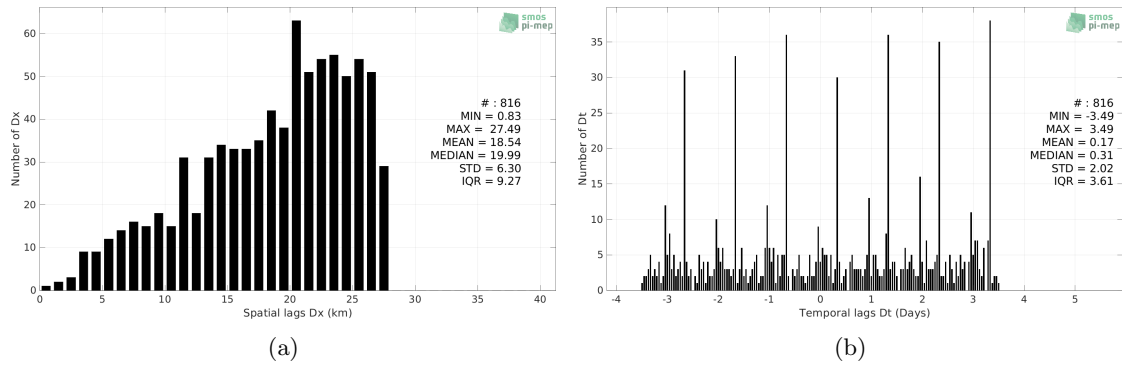 smos
pi-mep
60
50
40
30
20
10
0
Number of Dx
# : 816
MIN = 0.83
MAX = 27.49
MEAN = 18.54
MEDIAN = 19.99
STD = 6.30
IQR = 9.27
0 5 10 15 20 25 30 35 40
Spatial lags Dx (km)
(a)
smos
pi-mep
35
30
25
20
15
10
5
0
Number of Dt
# : 816
MIN = -3.49
MAX = 3.49
MEAN = 0.17
MEDIAN = 0.31
STD = 2.02
IQR = 3.61
-4 -3 -2 -1 0 1 2 3 4 5
Temporal lags Dt (Days)
(b)